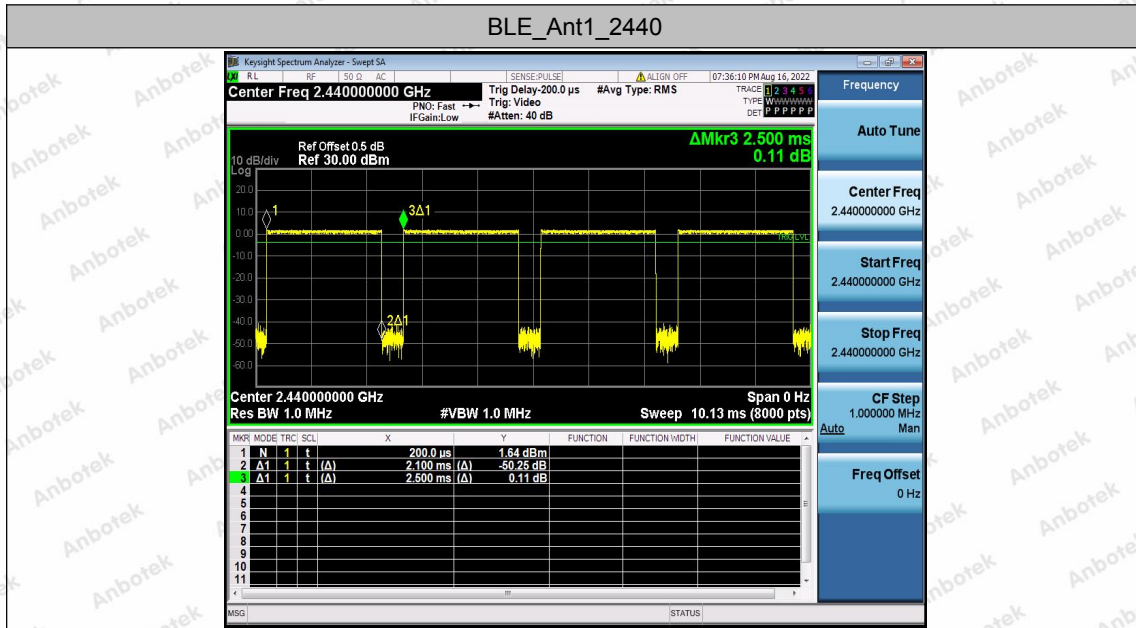 BLE_Ant1_2440
Keysight Spectrum Analyzer - Swept SA
RL RF 50 Ω AC SENSE:PULSE ALIGN OFF 07:36:10 PM Aug 16, 2022
Center Freq 2.440000000 GHz
PNO: Fast
IFGain:Low
Trig Delay-200.0 µs
Trig: Video
#Atten: 40 dB
#Avg Type: RMS
TRACE 1 2 3 4 5 6
TYPE WWWWWW
DET P P P P P P
Frequency
Auto Tune
Center Freq
2.440000000 GHz
Start Freq
2.440000000 GHz
Stop Freq
2.440000000 GHz
CF Step
1.000000 MHz
Auto Man
Freq Offset
0 Hz
ΔMkr3 2.500 ms
0.11 dB
Ref Offset 0.5 dB
10 dB/div Ref 30.00 dBm
Log
20.0
10.0
0.00
-10.0
-20.0
-30.0
-40.0
-50.0
-60.0
1
3Δ1
2Δ1
TRIG LVL
Center 2.440000000 GHz Span 0 Hz
Res BW 1.0 MHz #VBW 1.0 MHz Sweep 10.13 ms (8000 pts)
MKR MODE TRC SCL X Y FUNCTION FUNCTION WIDTH FUNCTION VALUE
1 N 1 t 200.0 µs 1.64 dBm
2 Δ1 1 t (Δ) 2.100 ms (Δ) -50.25 dB
3 Δ1 1 t (Δ) 2.500 ms (Δ) 0.11 dB
4
5
6
7
8
9
10
11
MSG STATUS
Anbotek